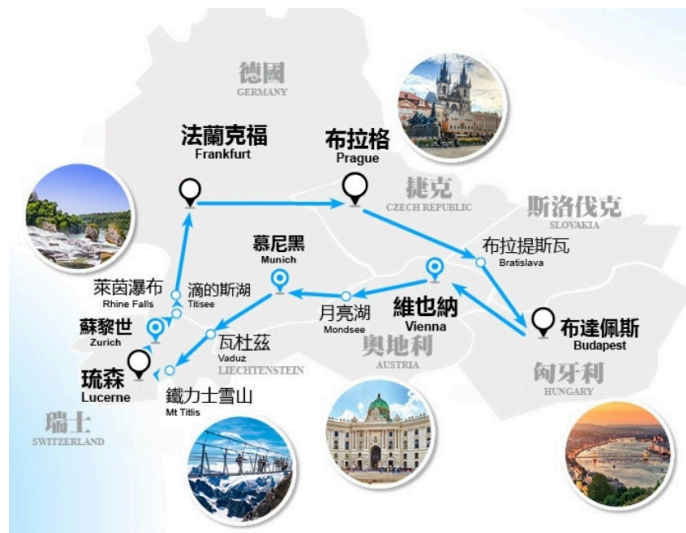 德國
GERMANY
法蘭克福
Frankfurt
布拉格
Prague
捷克
CZECH REPUBLIC
斯洛伐克
SLOVAKIA
慕尼黑
Munich
布拉提斯瓦
Bratislava
萊茵瀑布
Rhine Falls
滴的斯湖
Titisee
月亮湖
Mondsee
維也納
Vienna
蘇黎世
Zurich
布達佩斯
Budapest
瓦杜茲
Vaduz
LIECHTENSTEIN
奧地利
AUSTRIA
琉森
Lucerne
匈牙利
HUNGARY
鐵力士雪山
Mt Titlis
瑞士
SWITZERLAND